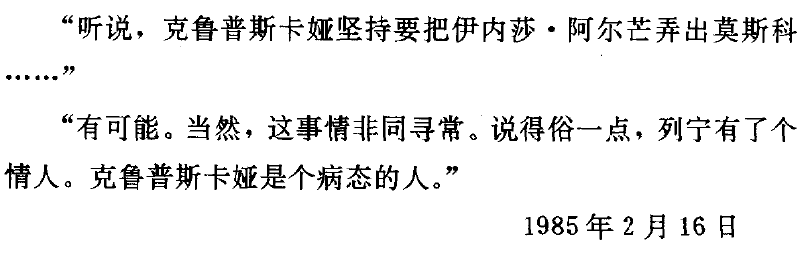 “听说，克鲁普斯卡娅坚持要把伊内莎·阿尔芒弄出莫斯科
……”
“有可能。当然，这事情非同寻常。说得俗一点，列宁有了个
情人。克鲁普斯卡娅是个病态的人。”
1985年2月16日